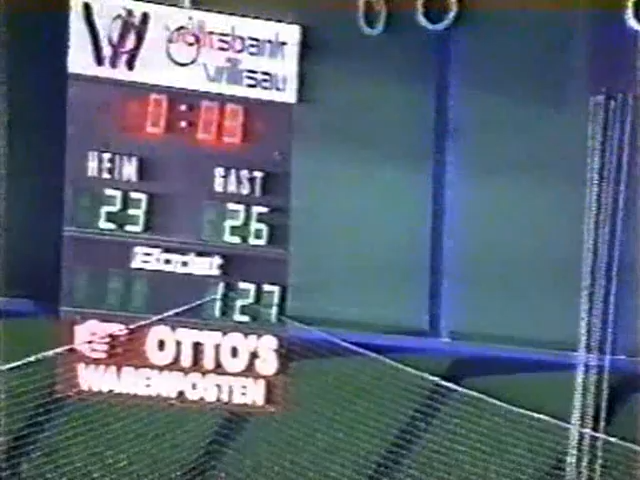 Volksbank
Willisau
0:09
HEIM GAST
23 26
127
OTTO'S
WARENPOSTEN